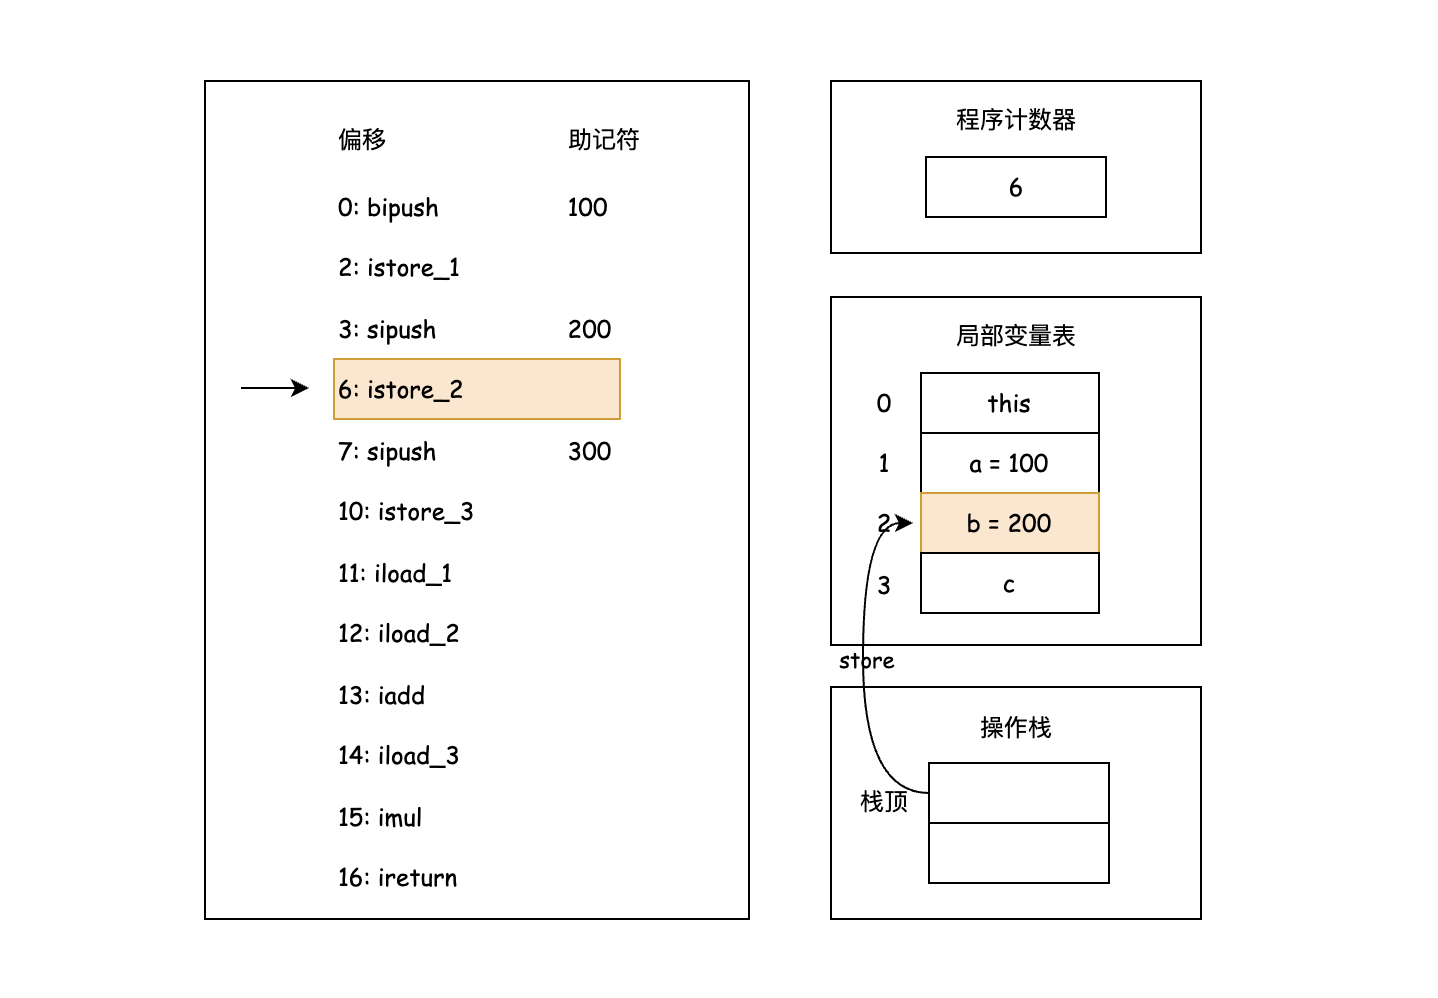 偏移 助记符
0: bipush 100
2: istore_1
3: sipush 200
6: istore_2
7: sipush 300
10: istore_3
11: iload_1
12: iload_2
13: iadd
14: iload_3
15: imul
16: ireturn
程序计数器
6
局部变量表
0 this
1 a = 100
2 b = 200
3 c
store
操作栈
栈顶